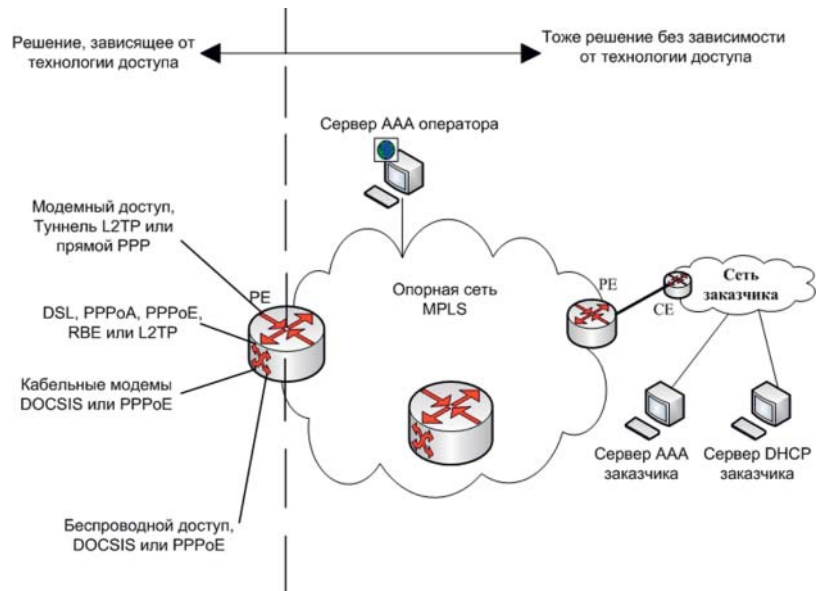 Решение, зависящее от
технологии доступа
Тоже решение без зависимости
от технологии доступа
Сервер ААА оператора
Модемный доступ,
Туннель L2TP или
прямой PPP
PE
DSL, PPPoA, PPPoE,
RBE или L2TP
Кабельные модемы
DOCSIS или PPPoE
Беспроводной доступ,
DOCSIS или PPPoE
Опорная сеть
MPLS
PE
CE
Сеть
заказчика
Сервер ААА
заказчика
Сервер DHCP
заказчика